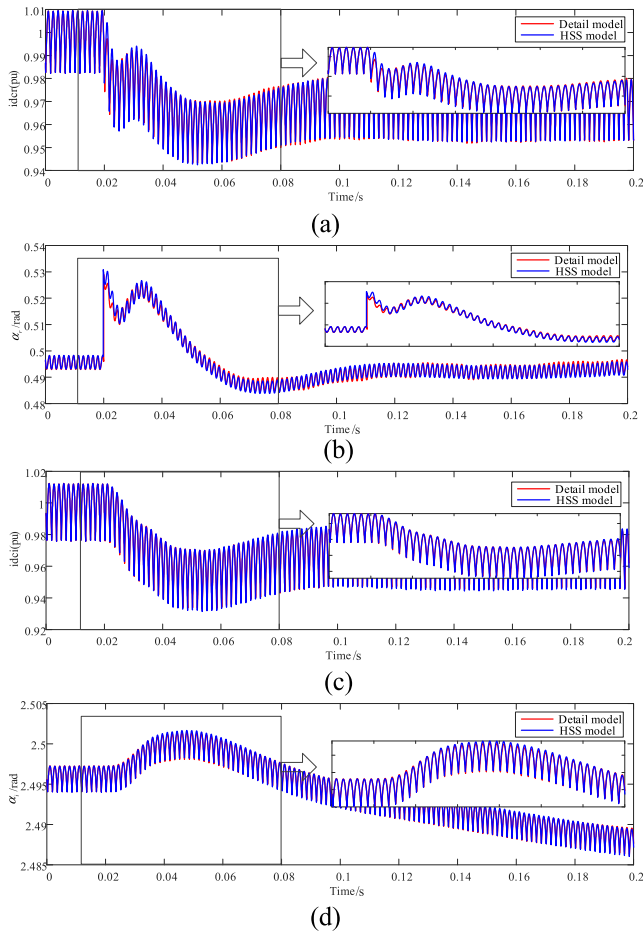 1.01
1
0.99
0.98
0.97
0.96
0.95
0.94
idcr(pu)
Detail model
HSS model
0 0.02 0.04 0.06 0.08 0.1 0.12 0.14 0.16 0.18 0.2
Time/s
(a)
0.54
0.53
0.52
0.51
0.5
0.49
0.48
αr/rad
Detail model
HSS model
0 0.02 0.04 0.06 0.08 0.10 0.12 0.14 0.16 0.18 0.2
Time/s
(b)
1.02
1
0.98
0.96
0.94
0.92
idci(pu)
Detail model
HSS model
0 0.02 0.04 0.06 0.08 0.1 0.12 0.14 0.16 0.18 0.2
Time/s
(c)
2.505
2.5
2.495
2.49
2.485
αi/rad
Detail model
HSS model
0 0.02 0.04 0.06 0.08 0.1 0.12 0.14 0.16 0.18 0.2
Time/s
(d)